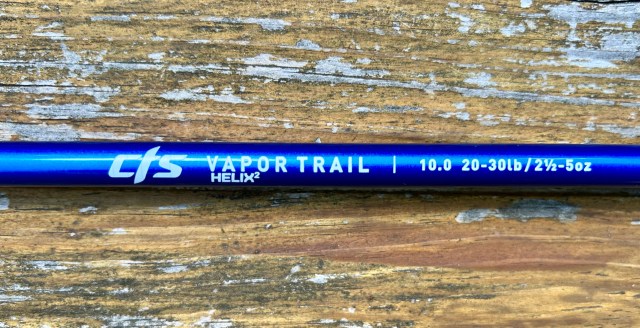 cts VAPOR TRAIL | 10.0 20-30lb/2½-5oz
HELIX²